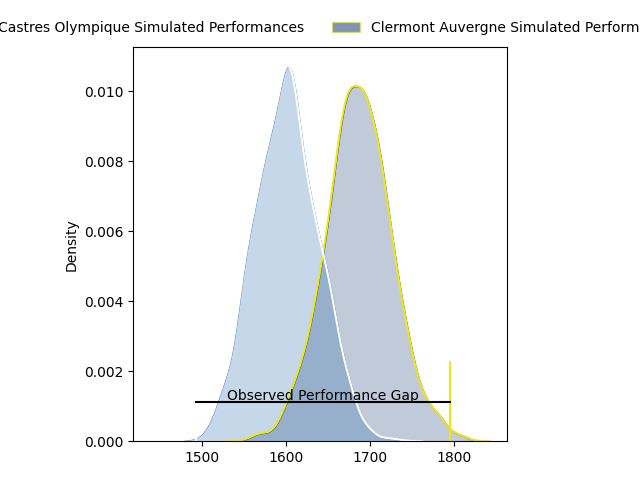 Castres Olympique Simulated Performances
Clermont Auvergne Simulated Perform
0.010
0.008
0.006
0.004
0.002
0.000
Density
Observed Performance Gap
1500 1600 1700 1800